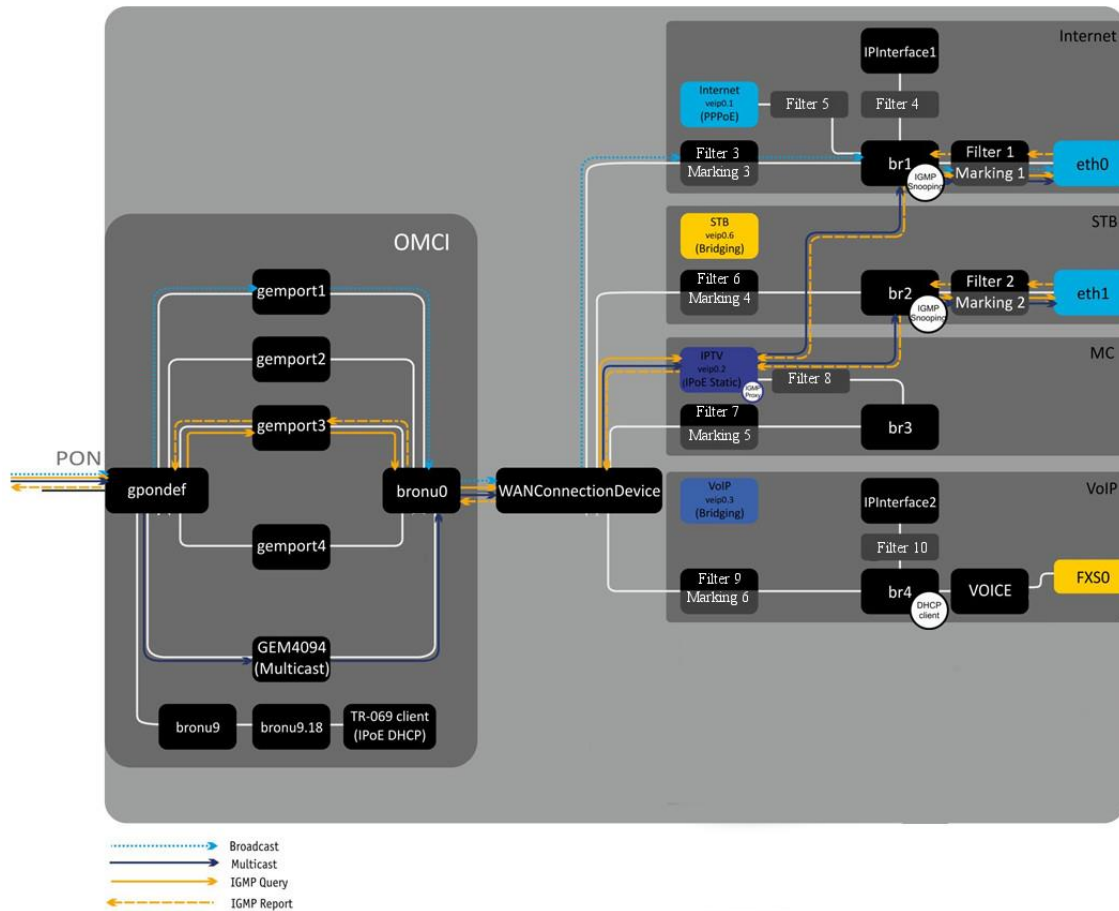 Internet
IPInterface1
Internet
veip0.1
(PPPoE)
Filter 5
Filter 4
Filter 3
Marking 3
br1
IGMP
Snooping
Filter 1
Marking 1
eth0
STB
STB
veip0.6
(Bridging)
Filter 6
Marking 4
br2
IGMP
Snooping
Filter 2
Marking 2
eth1
MC
IPTV
veip0.2
(IPoE Static)
IGMP
Proxy
Filter 8
Filter 7
Marking 5
br3
VoIP
VoIP
veip0.3
(Bridging)
IPInterface2
Filter 10
Filter 9
Marking 6
br4
DHCP
client
VOICE
FXS0
OMCI
gemport1
gemport2
gemport3
PON
gpondef
bronu0
WANConnectionDevice
gemport4
GEM4094
(Multicast)
bronu9
bronu9.18
TR-069 client
(IPoE DHCP)
Broadcast
Multicast
IGMP Query
IGMP Report